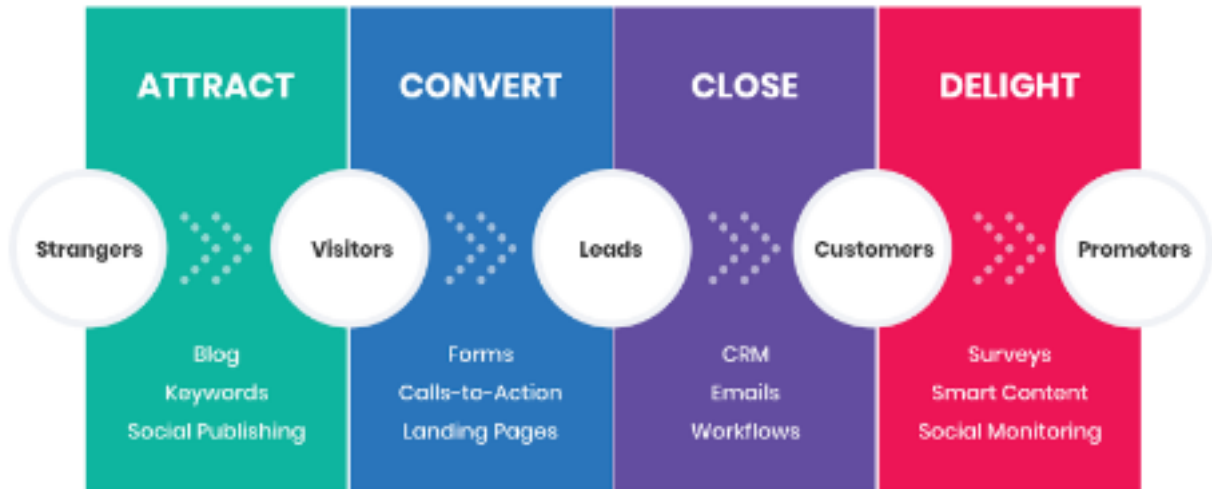 ATTRACT CONVERT CLOSE DELIGHT
Strangers Visitors Leads Customers Promoters
Blog Forms CRM Surveys
Keywords Calls-to-Action Emails Smart Content
Social Publishing Landing Pages Workflows Social Monitoring